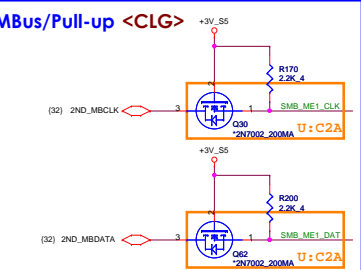 MBus/Pull-up <CLG>
+3V_S5
R170
2.2K_4
2
(32) 2ND_MBCLK
3
1
SMB_ME1_CLK
Q30
*2N7002_200MA
U:C2A
+3V_S5
R200
2.2K_4
2
(32) 2ND_MBDATA
3
1
SMB_ME1_DAT
Q62
*2N7002_200MA
U:C2A